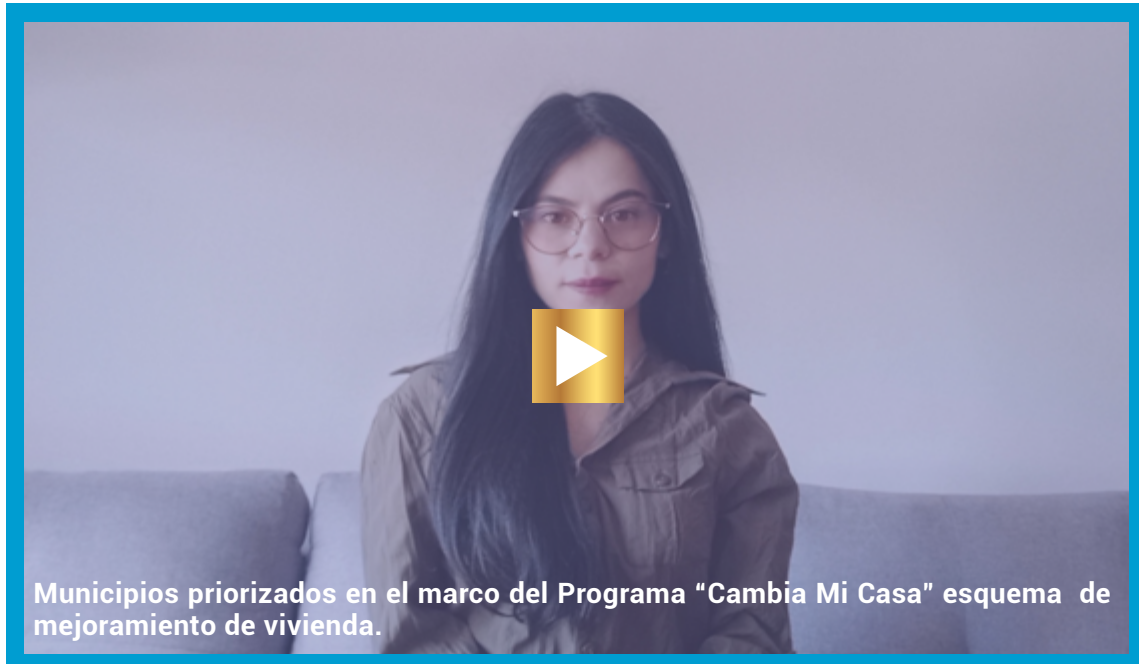 Municipios priorizados en el marco del Programa “Cambia Mi Casa” esquema de
mejoramiento de vivienda.